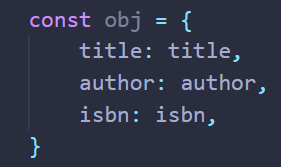 const obj = {
    title: title,
    author: author,
    isbn: isbn,
}